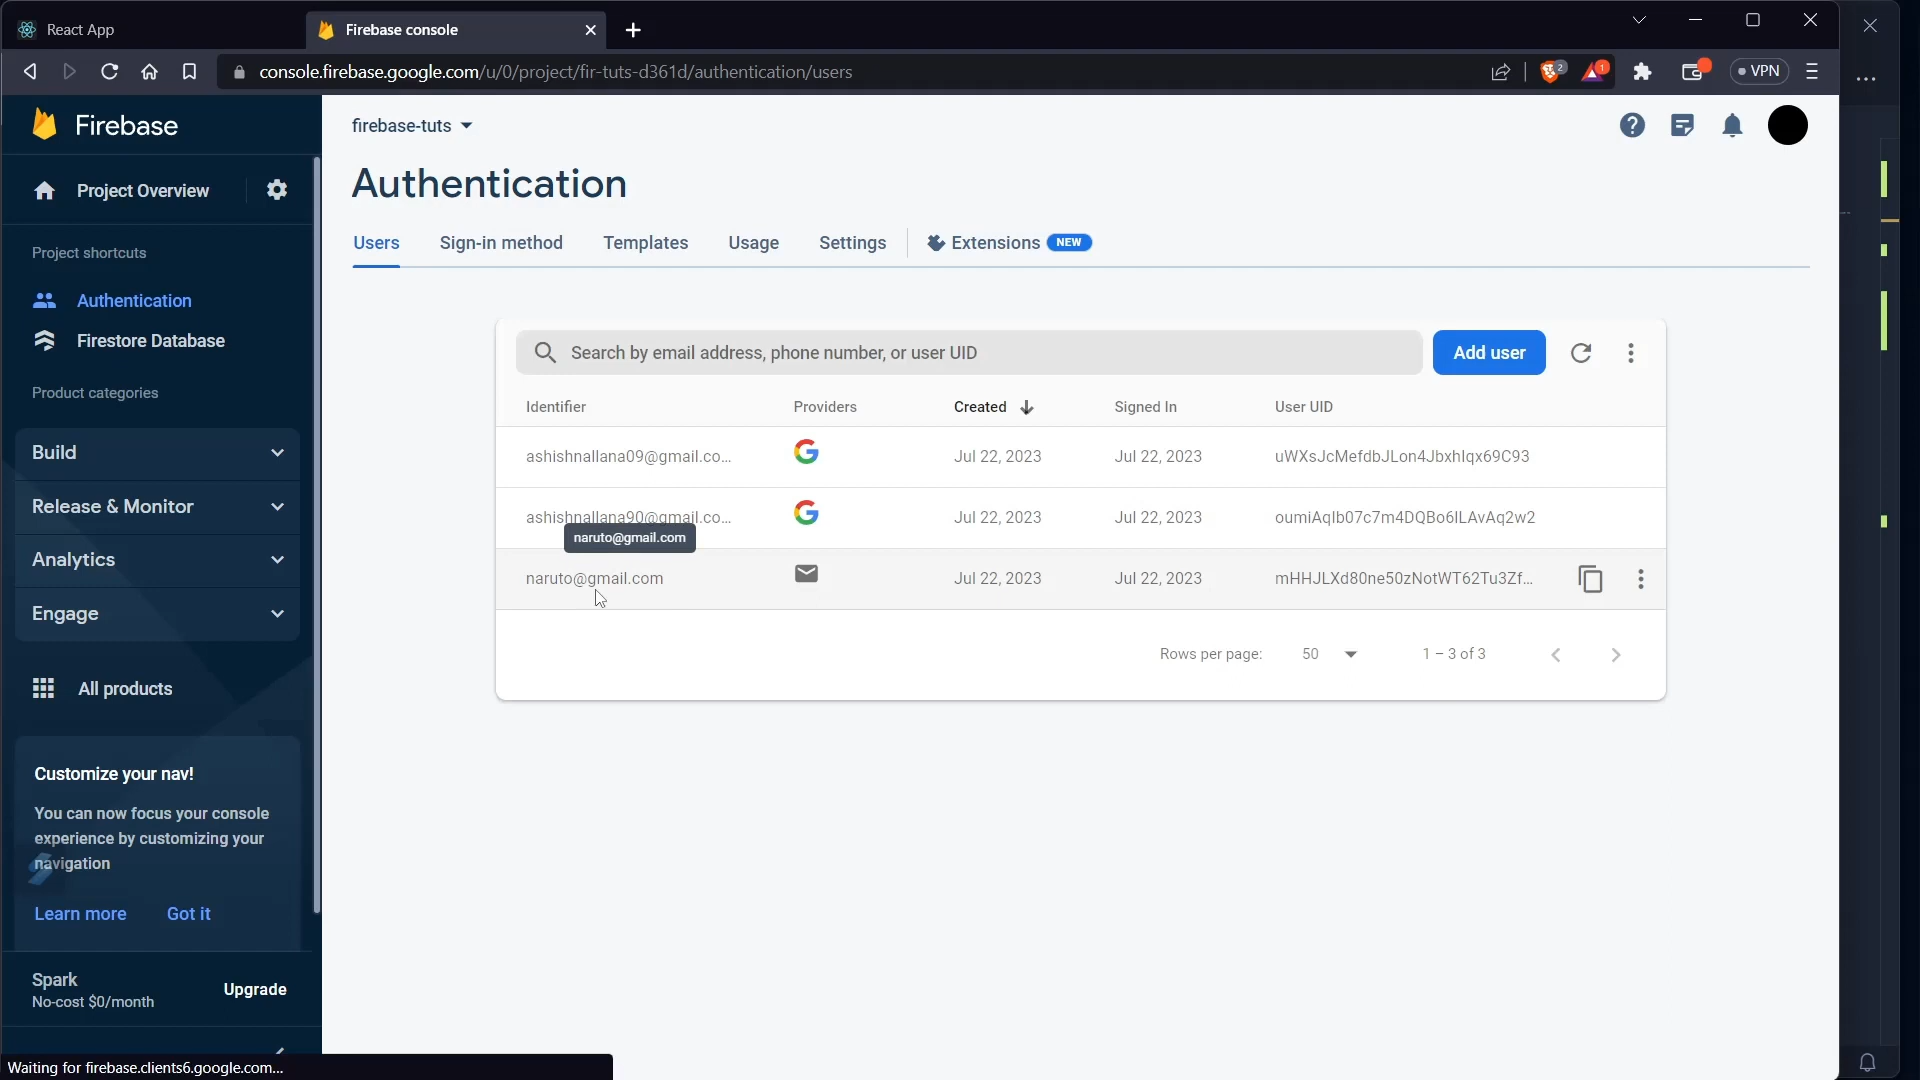 React App
Firebase console
console.firebase.google.com/u/0/project/fir-tuts-d361d/authentication/users
2
1
VPN
Firebase
Project Overview
Project shortcuts
Authentication
Firestore Database
Product categories
Build
Release & Monitor
Analytics
Engage
All products
Customize your nav!
You can now focus your console
experience by customizing your
navigation
Learn more
Got it
Spark
No-cost $0/month
Upgrade
Waiting for firebase.clients6.google.com...
firebase-tuts
Authentication
Users
Sign-in method
Templates
Usage
Settings
Extensions NEW
Search by email address, phone number, or user UID
Add user
Identifier Providers Created Signed In User UID
ashishnallana09@gmail.co... Jul 22, 2023 Jul 22, 2023 uWXsJcMefdbJLon4Jbxhlqx69C93
ashishnallana90@gmail.co... Jul 22, 2023 Jul 22, 2023 oumiAqlb07c7m4DQBo6lLAvAq2w2
naruto@gmail.com
naruto@gmail.com Jul 22, 2023 Jul 22, 2023 mHHJLXd80ne50zNotWT62Tu3Zf...
Rows per page: 50 1 – 3 of 3